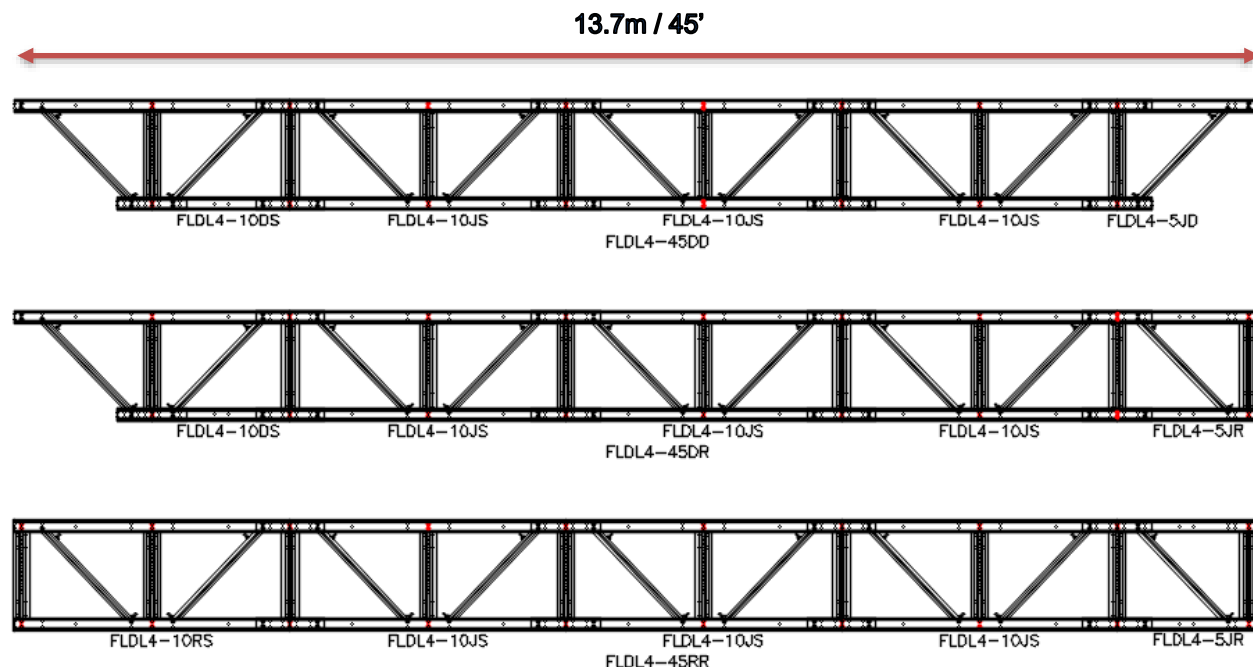 13.7m / 45’
FLDL4-10DS FLDL4-10JS FLDL4-10JS FLDL4-10JS FLDL4-5JD
FLDL4-45DD
FLDL4-10DS FLDL4-10JS FLDL4-10JS FLDL4-10JS FLDL4-5JR
FLDL4-45DR
FLDL4-10RS FLDL4-10JS FLDL4-10JS FLDL4-10JS FLDL4-5JR
FLDL4-45RR